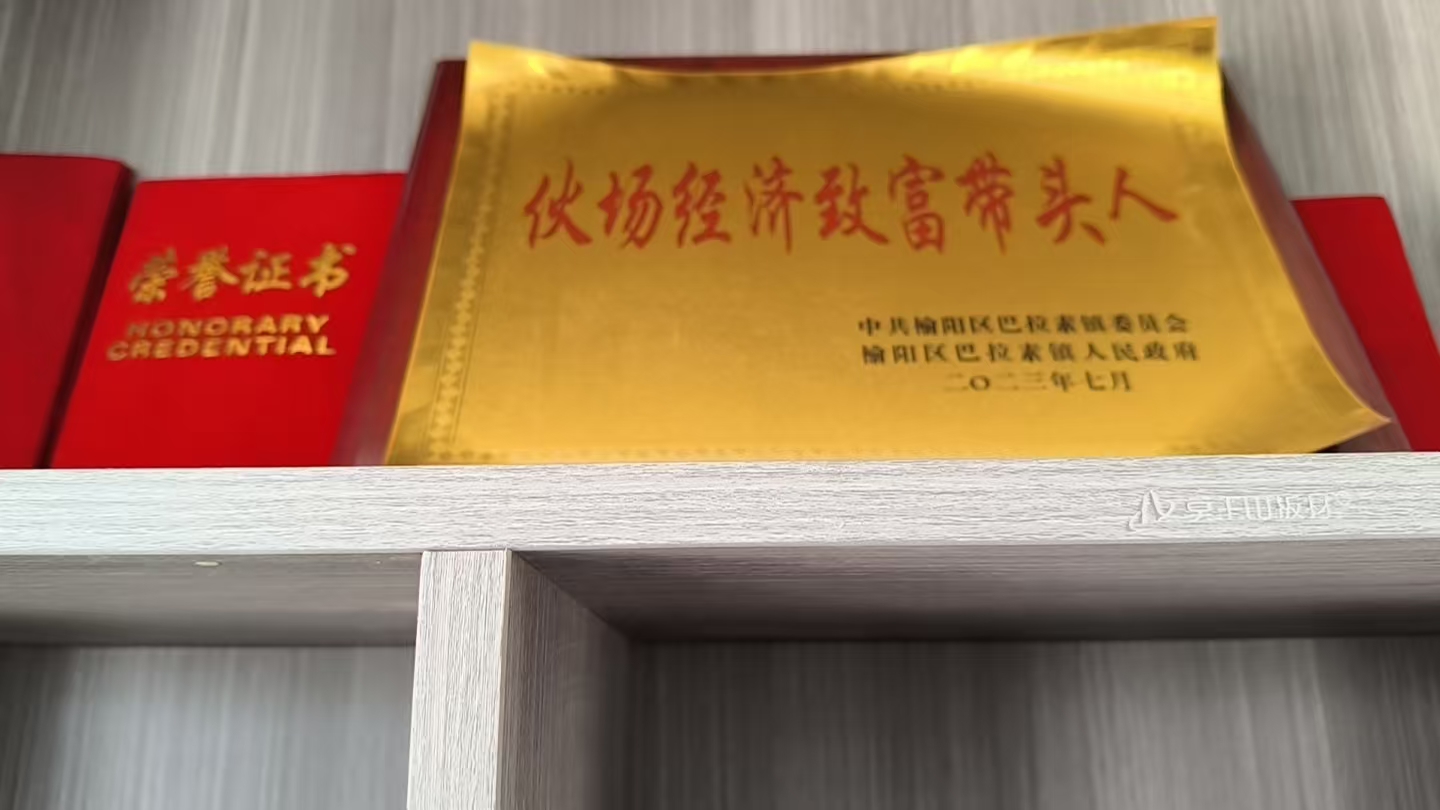 荣誉证书
HONORARY
CREDENTIAL
伙场经济致富带头人
中共榆阳区巴拉素镇委员会
榆阳区巴拉素镇人民政府
二〇二三年七月